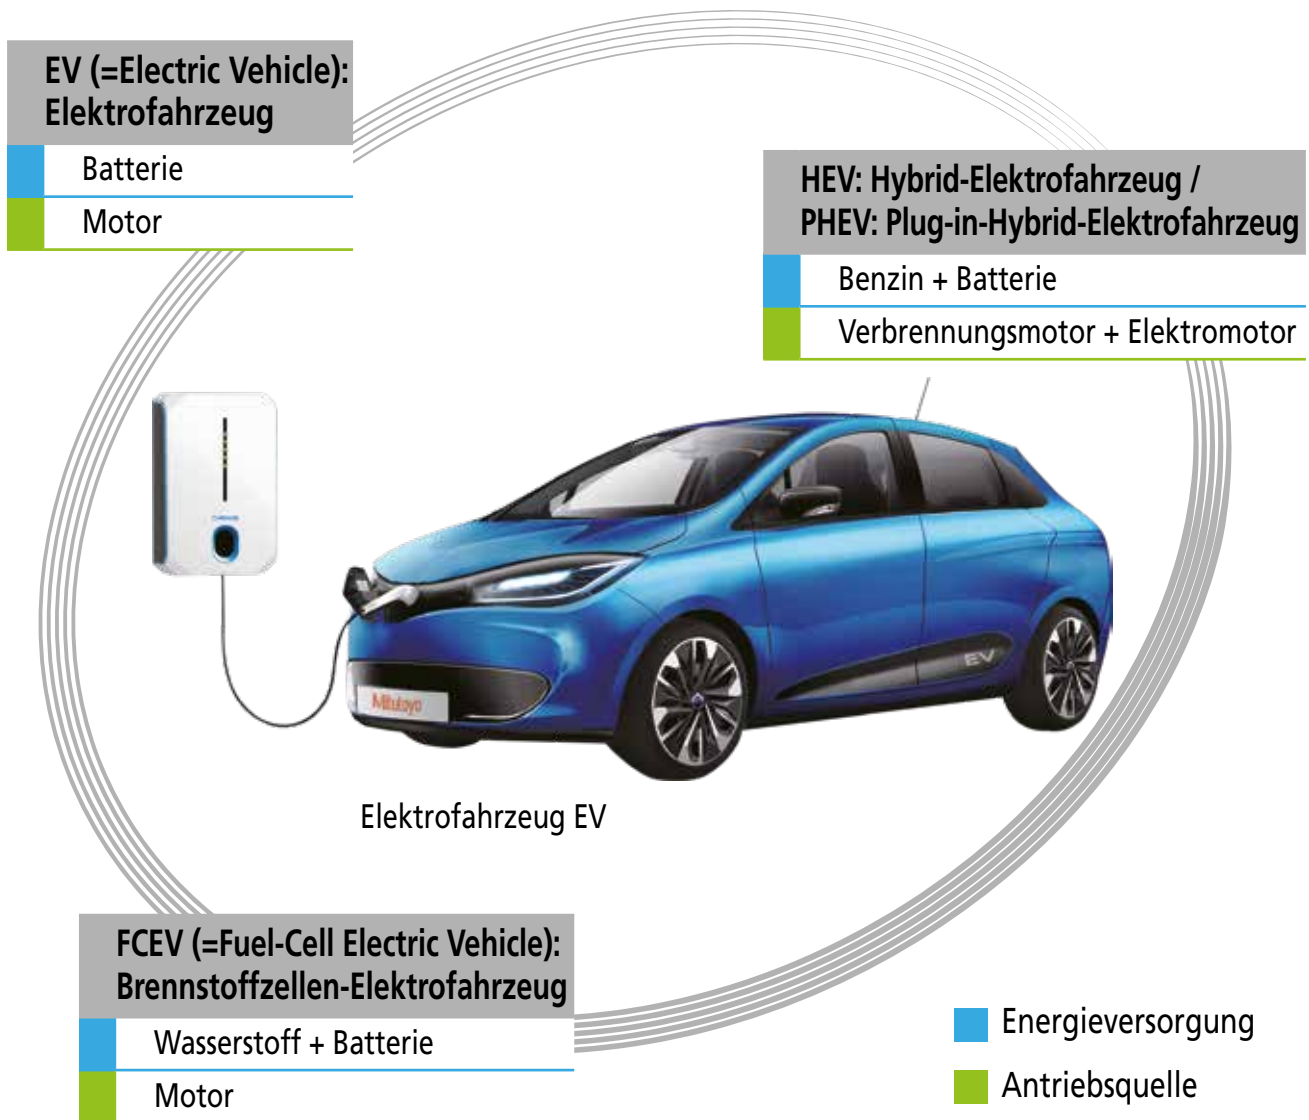 EV (=Electric Vehicle):
Elektrofahrzeug
Batterie
Motor
HEV: Hybrid-Elektrofahrzeug /
PHEV: Plug-in-Hybrid-Elektrofahrzeug
Benzin + Batterie
Verbrennungsmotor + Elektromotor
EV
Mitutoyo
Elektrofahrzeug EV
FCEV (=Fuel-Cell Electric Vehicle):
Brennstoffzellen-Elektrofahrzeug
Wasserstoff + Batterie
Motor
Energieversorgung
Antriebsquelle